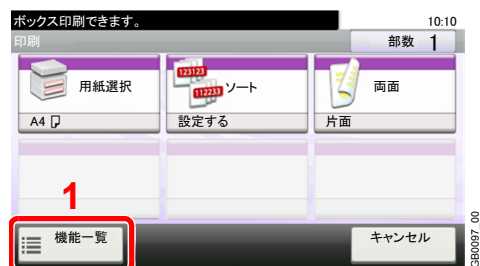 ボックス印刷できます。
10:10
印刷
部数 1
用紙選択
123123
112233
ソート
両面
A4
設定する
片面
1
機能一覧
キャンセル
GB0097_00